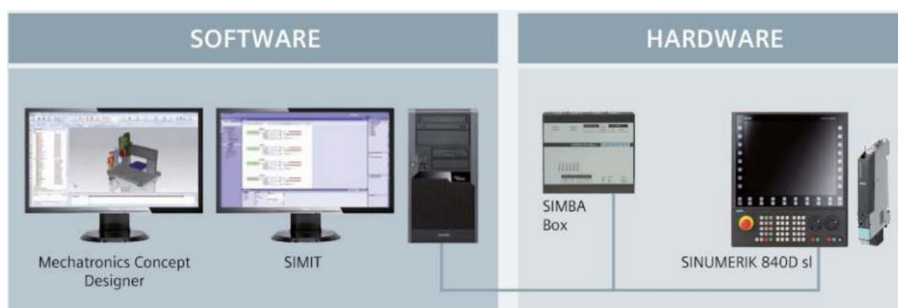 SOFTWARE
HARDWARE
Mechatronics Concept
Designer
SIMIT
SIMBA
Box
SINUMERIK 840D sl